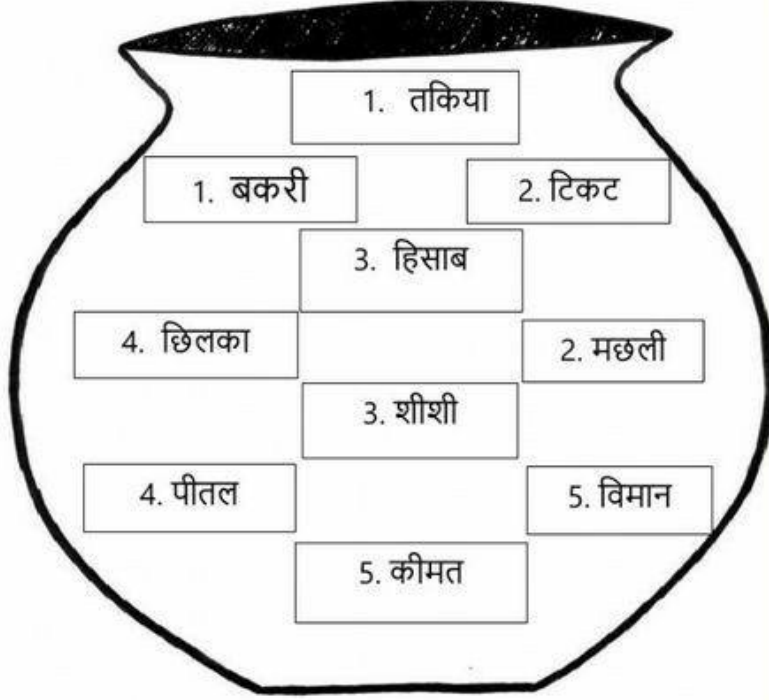 1. तकिया
1. बकरी
2. टिकट
3. हिसाब
4. छिलका
2. मछली
3. शीशी
4. पीतल
5. विमान
5. कीमत